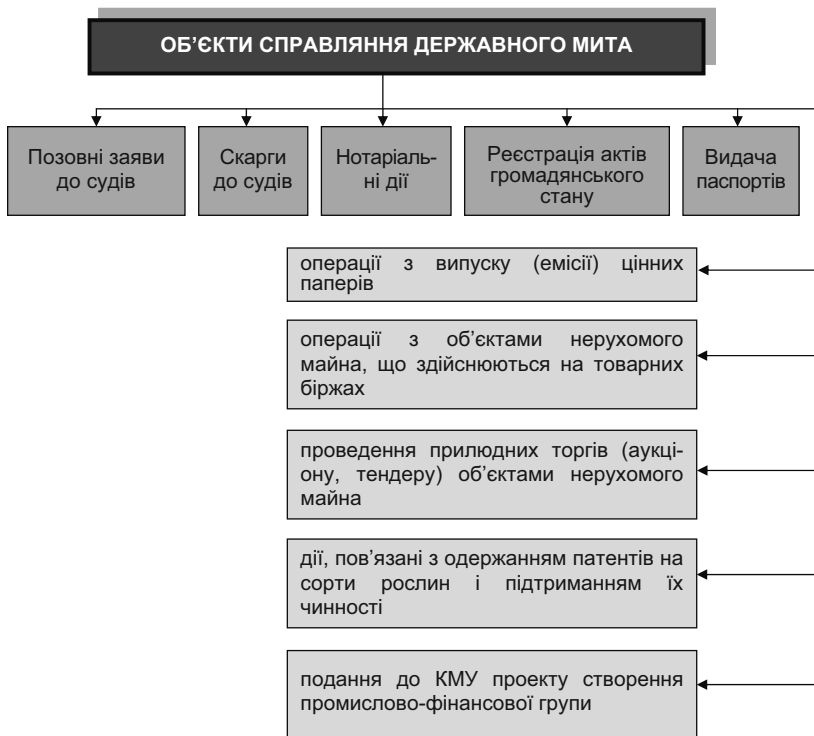 ОБ’ЄКТИ СПРАВЛЯННЯ ДЕРЖАВНОГО МИТА
Позовні заяви
до судів
Скарги
до судів
Нотаріаль-
ні дії
Реєстрація актів
громадянського
стану
Видача
паспортів
операції з випуску (емісії) цінних
паперів
операції з об’єктами нерухомого
майна, що здійснюються на товарних
біржах
проведення прилюдних торгів (аукці-
ону, тендеру) об’єктами нерухомого
майна
дії, пов’язані з одержанням патентів на
сорти рослин і підтриманням їх
чинності
подання до КМУ проекту створення
промислово-фінансової групи